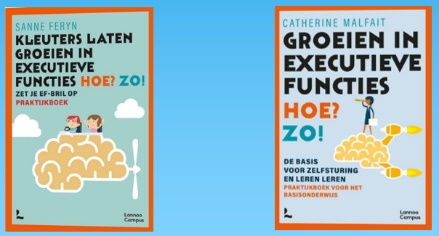 SANNE FERYN
KLEUTERS LATEN
GROEIEN IN
EXECUTIEVE
FUNCTIES HOE? ZO!
ZET JE EF-BRIL OP
PRAKTIJKBOEK
Lannoo
Campus
CATHERINE MALFAIT
GROEIEN IN
EXECUTIEVE
FUNCTIES
HOE?
ZO!
DE BASIS
VOOR ZELFSTURING
EN LEREN LEREN
PRAKTIJKBOEK VOOR HET
BASISONDERWIJS
Lannoo
Campus